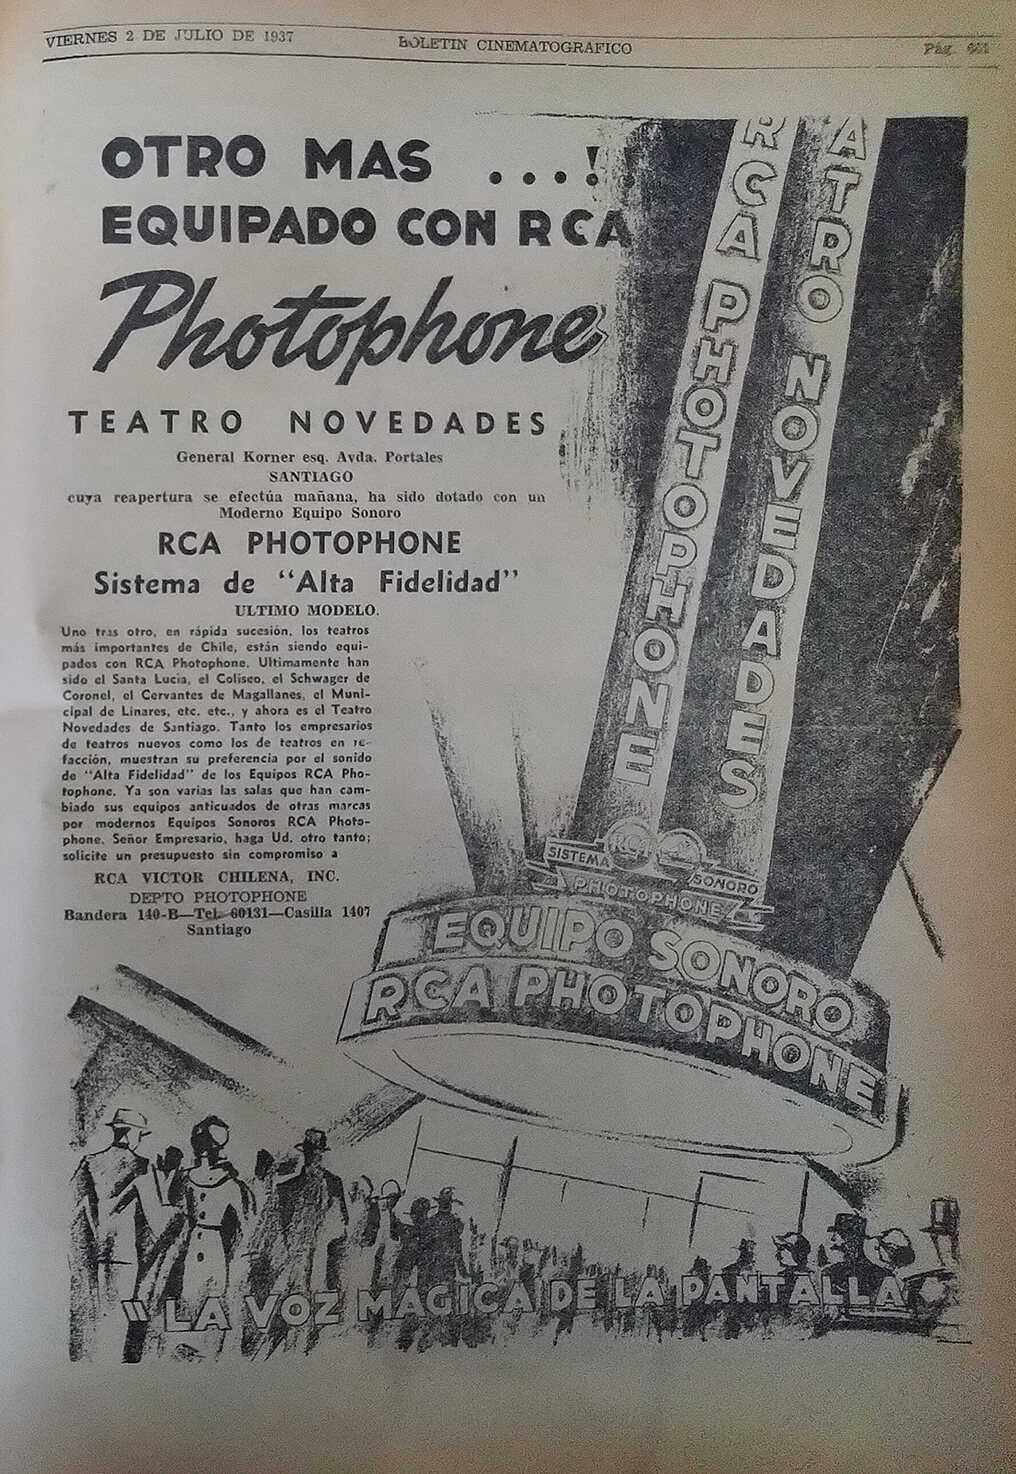 VIERNES 2 DE JULIO DE 1937
BOLETIN CINEMATOGRAFICO
Pág.
OTRO MAS ....!
EQUIPADO CON RCA
Photophone
TEATRO NOVEDADES
General Korner esq. Avda. Portales
SANTIAGO
cuya reapertura se efectúa mañana, ha sido dotado con un
Moderno Equipo Sonoro
RCA PHOTOPHONE
Sistema de "Alta Fidelidad"
ULTIMO MODELO.
Uno tras otro, en rápida sucesión, los teatros
más importantes de Chile, están siendo equi-
pados con RCA Photophone. Ultimamente han
sido el Santa Lucía, el Coliseo, el Schwager de
Coronel, el Cervantes de Magallanes, el Muni-
cipal de Linares, etc. etc., y ahora es el Teatro
Novedades de Santiago. Tanto los empresarios
de teatros nuevos como los de teatros en re-
facción, muestran su preferencia por el sonido
de "Alta Fidelidad" de los Equipos RCA Pho-
tophone. Ya son varias las salas que han cam-
biado sus equipos anticuados de otras marcas
por modernos Equipos Sonoros RCA Photo-
phone. Señor Empresario, haga Ud. otro tanto;
solicite un presupuesto sin compromiso a
RCA VICTOR CHILENA, INC.
DEPTO PHOTOPHONE
Bandera 140-B—Tel. 60131—Casilla 1407
Santiago
RCA PHOTOPHONE
ATRO NOVEDADES
RCA
SISTEMA SONORO
PHOTOPHONE
EQUIPO SONORO
RCA PHOTOPHONE
"LA VOZ MAGICA DE LA PANTALLA"